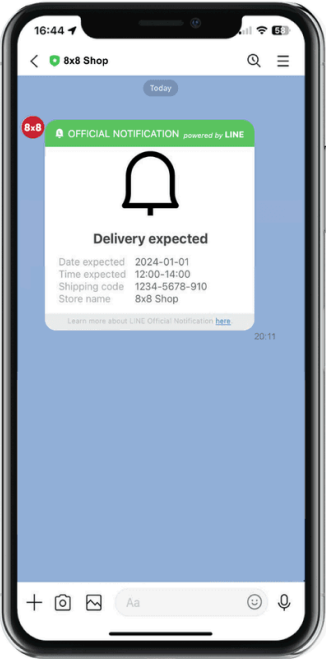 16:44 58
8x8 Shop
Today
8x8
OFFICIAL NOTIFICATION powered by LINE
Delivery expected
Date expected 2024-01-01
Time expected 12:00-14:00
Shipping code 1234-5678-910
Store name 8x8 Shop
Learn more about LINE Official Notification here
20:11
Aa